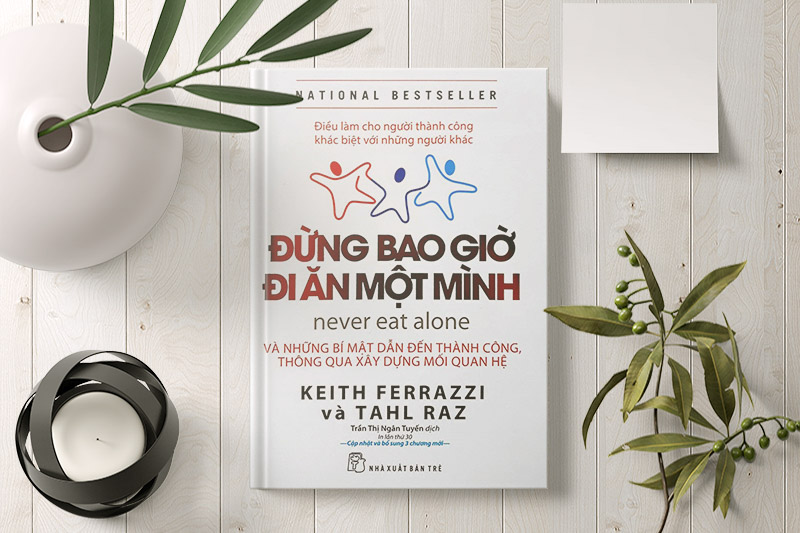 NATIONAL BESTSELLER
Điều làm cho người thành công
khác biệt với những người khác
ĐỪNG BAO GIỜ
ĐI ĂN MỘT MÌNH
never eat alone
VÀ NHỮNG BÍ MẬT DẪN ĐẾN THÀNH CÔNG,
THÔNG QUA XÂY DỰNG MỐI QUAN HỆ
KEITH FERRAZZI
và TAHL RAZ
Trần Thị Ngân Tuyến dịch
In lần thứ 30
—Cập nhật và bổ sung 3 chương mới—
NHÀ XUẤT BẢN TRẺ